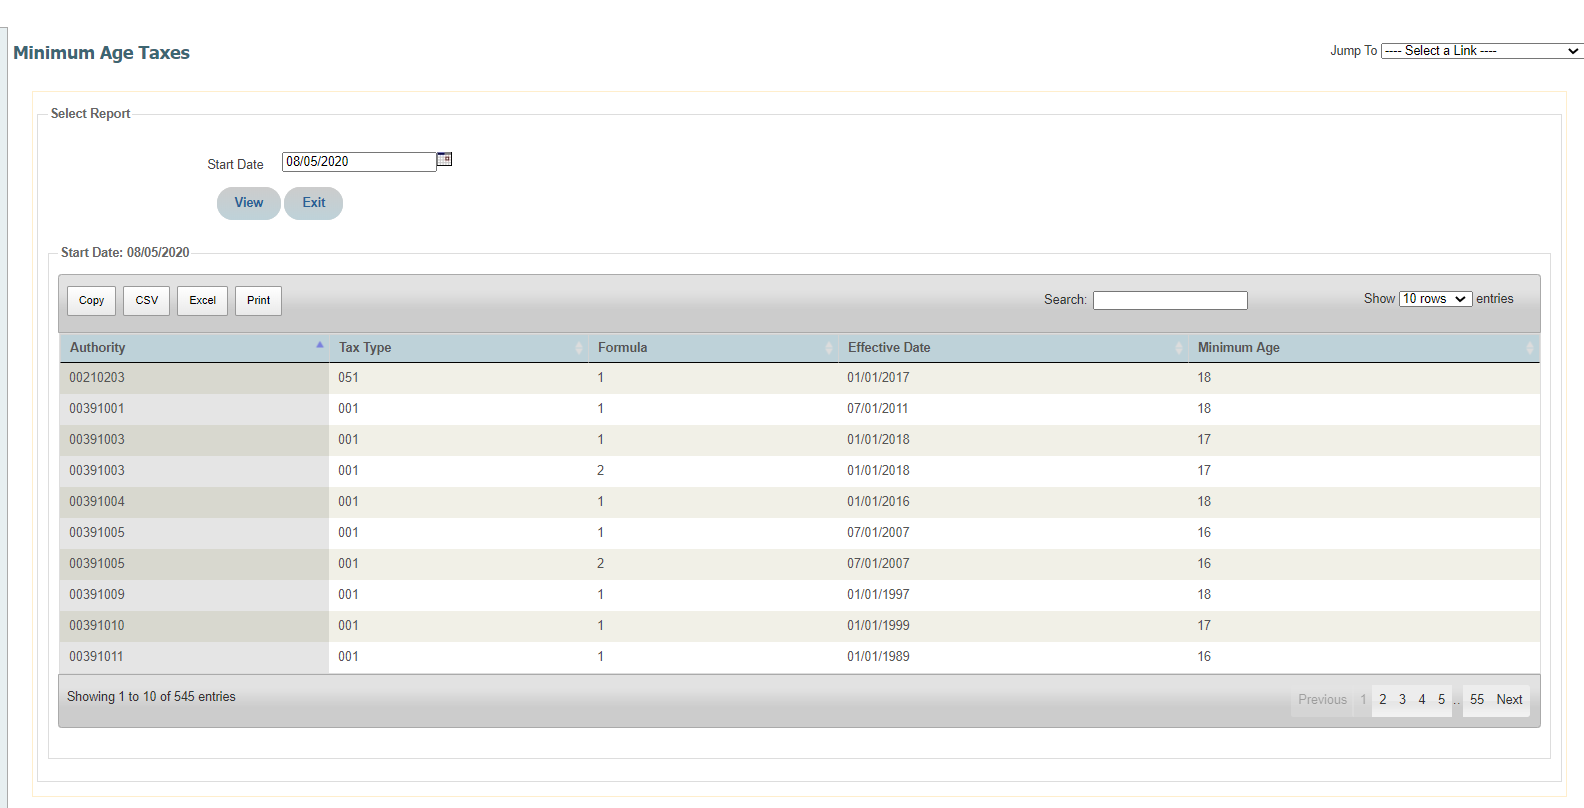 Minimum Age Taxes
Jump To ---- Select a Link ----
Select Report
Start Date 08/05/2020
View Exit
Start Date: 08/05/2020
Copy CSV Excel Print Search: Show 10 rows entries
Authority Tax Type Formula Effective Date Minimum Age
00210203 051 1 01/01/2017 18
00391001 001 1 07/01/2011 18
00391003 001 1 01/01/2018 17
00391003 001 2 01/01/2018 17
00391004 001 1 01/01/2016 18
00391005 001 1 07/01/2007 16
00391005 001 2 07/01/2007 16
00391009 001 1 01/01/1997 18
00391010 001 1 01/01/1999 17
00391011 001 1 01/01/1989 16
Showing 1 to 10 of 545 entries Previous 1 2 3 4 5 .. 55 Next